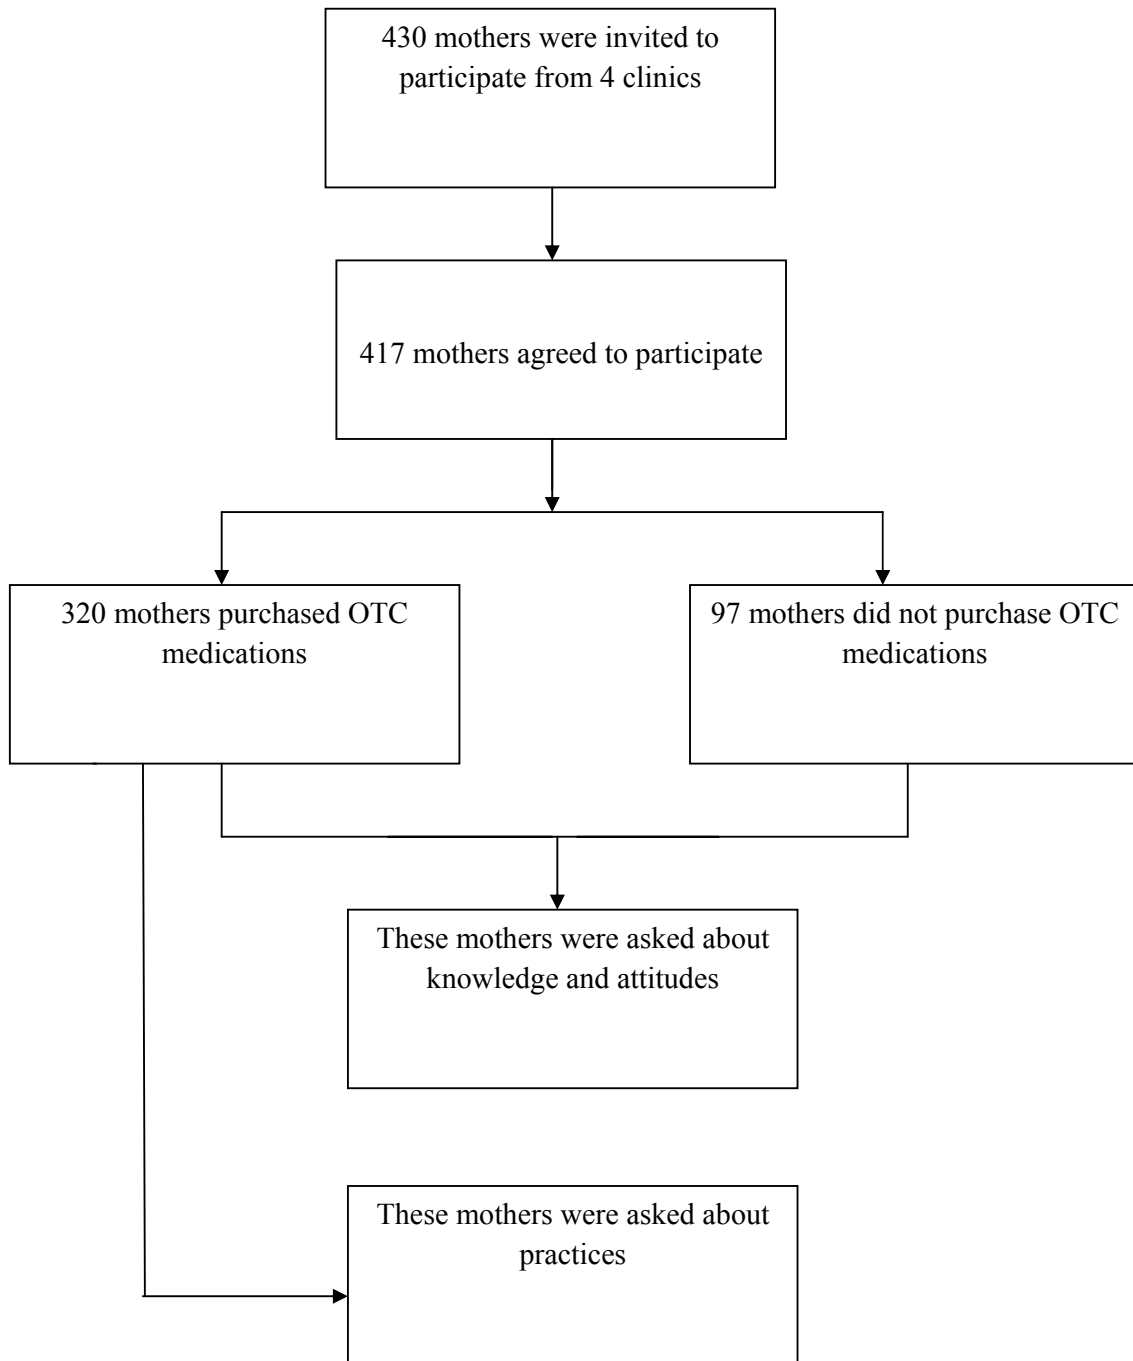 430 mothers were invited to
participate from 4 clinics
417 mothers agreed to participate
320 mothers purchased OTC
medications
97 mothers did not purchase OTC
medications
These mothers were asked about
knowledge and attitudes
These mothers were asked about
practices